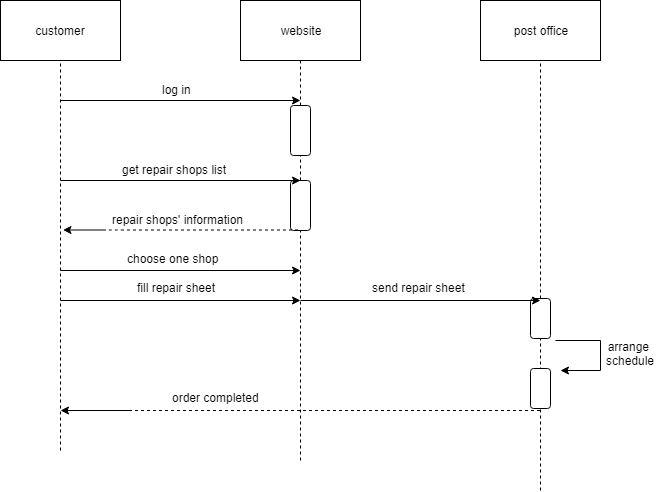 customer
website
post office
log in
get repair shops list
repair shops' information
choose one shop
fill repair sheet
send repair sheet
arrange
schedule
order completed